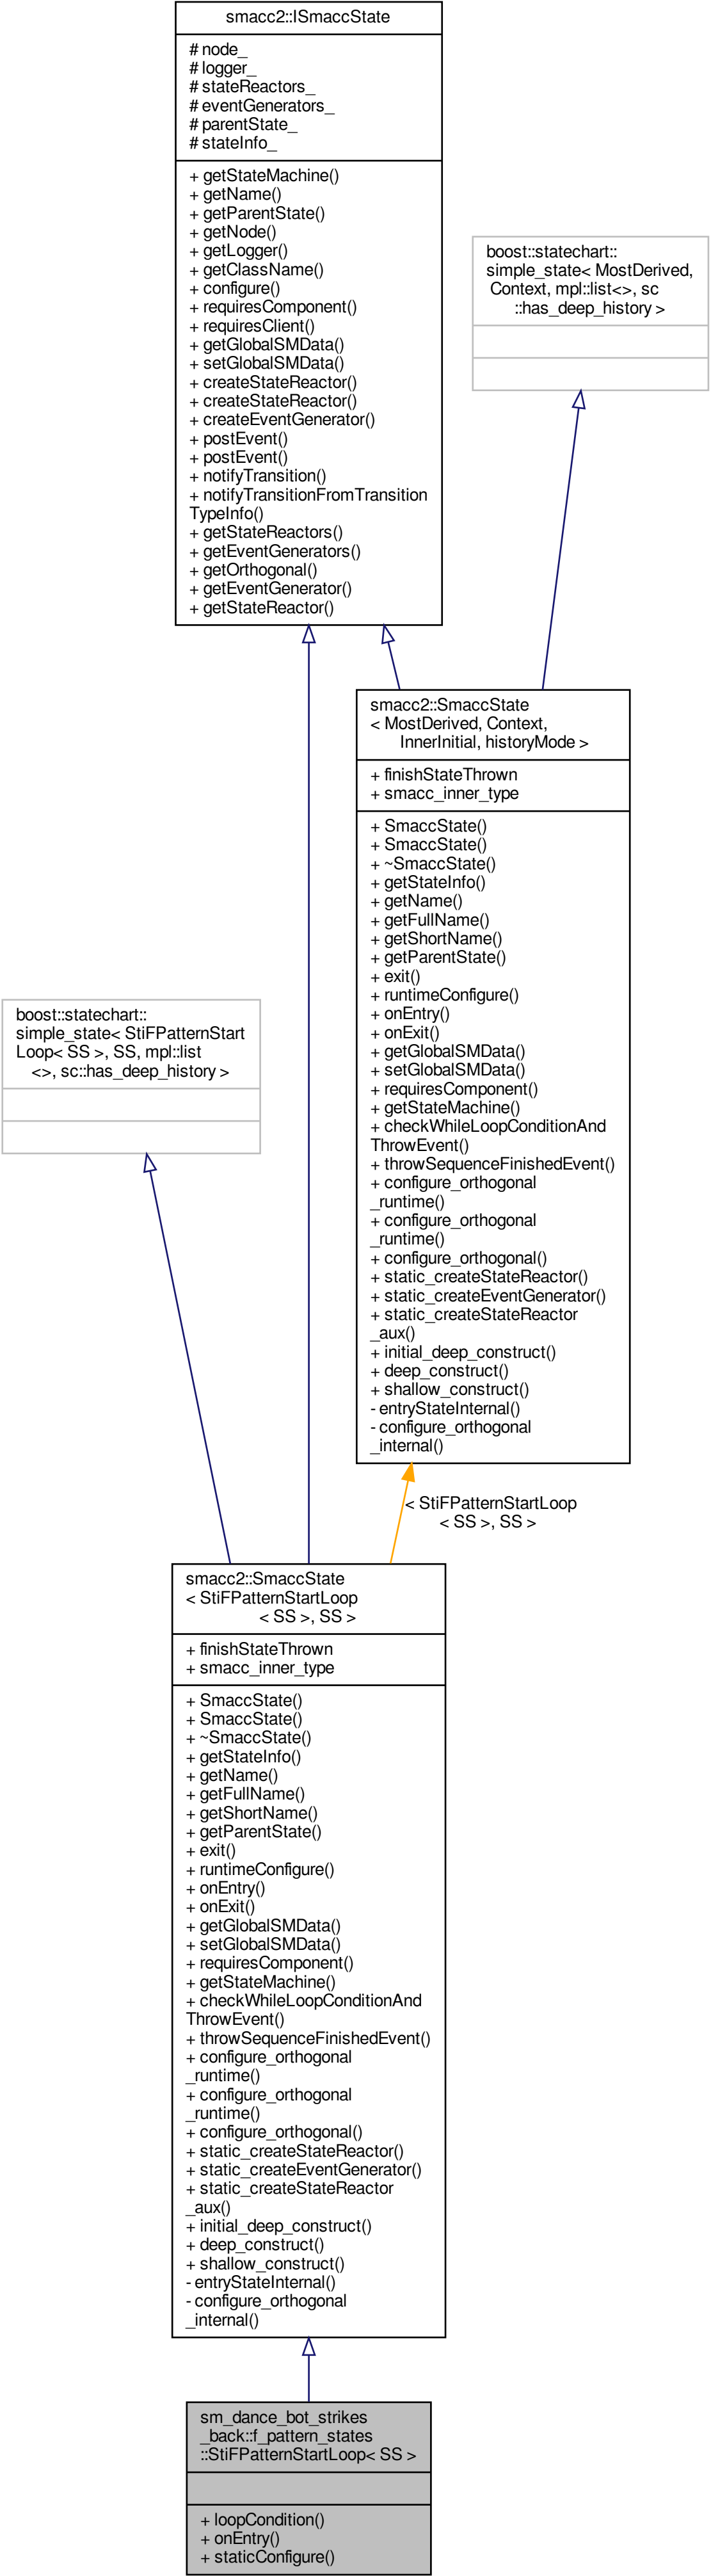 smacc2::ISmaccState
# node_
# logger_
# stateReactors_
# eventGenerators_
# parentState_
# stateInfo_
+ getStateMachine()
+ getName()
+ getParentState()
+ getNode()
+ getLogger()
+ getClassName()
+ configure()
+ requiresComponent()
+ requiresClient()
+ getGlobalSMData()
+ setGlobalSMData()
+ createStateReactor()
+ createStateReactor()
+ createEventGenerator()
+ postEvent()
+ postEvent()
+ notifyTransition()
+ notifyTransitionFromTransition
TypeInfo()
+ getStateReactors()
+ getEventGenerators()
+ getOrthogonal()
+ getEventGenerator()
+ getStateReactor()
boost::statechart::
simple_state< MostDerived,
Context, mpl::list<>, sc
::has_deep_history >
smacc2::SmaccState
< MostDerived, Context,
InnerInitial, historyMode >
+ finishStateThrown
+ smacc_inner_type
+ SmaccState()
+ SmaccState()
+ ~SmaccState()
+ getStateInfo()
+ getName()
+ getFullName()
+ getShortName()
+ getParentState()
+ exit()
+ runtimeConfigure()
+ onEntry()
+ onExit()
+ getGlobalSMData()
+ setGlobalSMData()
+ requiresComponent()
+ getStateMachine()
+ checkWhileLoopConditionAnd
ThrowEvent()
+ throwSequenceFinishedEvent()
+ configure_orthogonal
_runtime()
+ configure_orthogonal
_runtime()
+ configure_orthogonal()
+ static_createStateReactor()
+ static_createEventGenerator()
+ static_createStateReactor
_aux()
+ initial_deep_construct()
+ deep_construct()
+ shallow_construct()
- entryStateInternal()
- configure_orthogonal
_internal()
boost::statechart::
simple_state< StiFPatternStart
Loop< SS >, SS, mpl::list
<>, sc::has_deep_history >
< StiFPatternStartLoop
< SS >, SS >
smacc2::SmaccState
< StiFPatternStartLoop
< SS >, SS >
+ finishStateThrown
+ smacc_inner_type
+ SmaccState()
+ SmaccState()
+ ~SmaccState()
+ getStateInfo()
+ getName()
+ getFullName()
+ getShortName()
+ getParentState()
+ exit()
+ runtimeConfigure()
+ onEntry()
+ onExit()
+ getGlobalSMData()
+ setGlobalSMData()
+ requiresComponent()
+ getStateMachine()
+ checkWhileLoopConditionAnd
ThrowEvent()
+ throwSequenceFinishedEvent()
+ configure_orthogonal
_runtime()
+ configure_orthogonal
_runtime()
+ configure_orthogonal()
+ static_createStateReactor()
+ static_createEventGenerator()
+ static_createStateReactor
_aux()
+ initial_deep_construct()
+ deep_construct()
+ shallow_construct()
- entryStateInternal()
- configure_orthogonal
_internal()
sm_dance_bot_strikes
_back::f_pattern_states
::StiFPatternStartLoop< SS >
+ loopCondition()
+ onEntry()
+ staticConfigure()